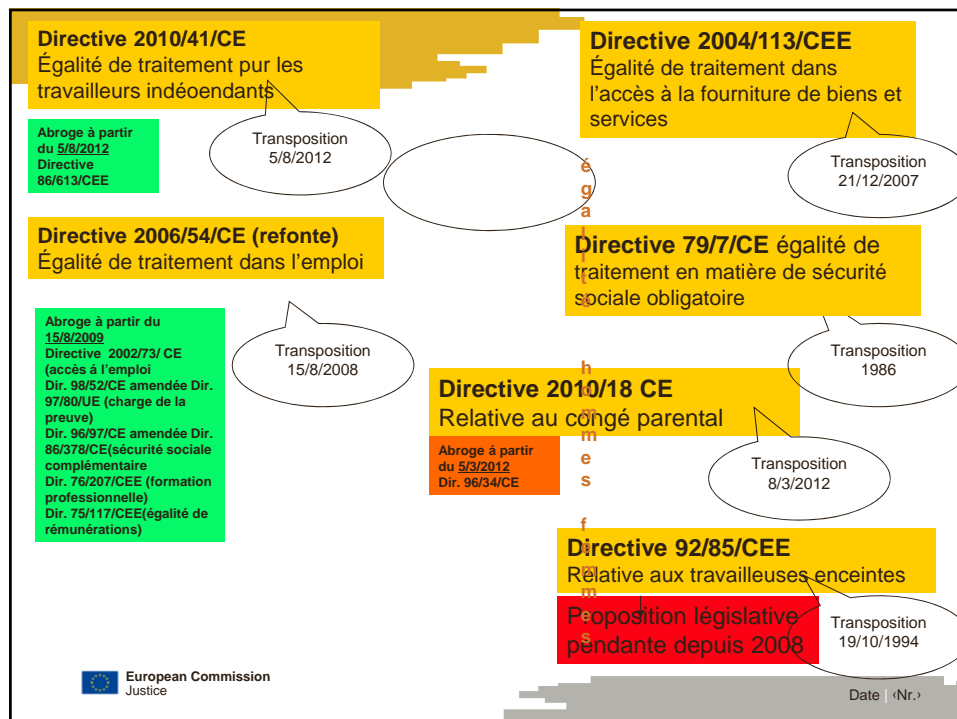 Directive 2010/41/CE
Égalité de traitement pur les
travailleurs indéoendants
Transposition
5/8/2012
Abroge à partir
du 5/8/2012
Directive
86/613/CEE
Directive 2004/113/CEE
Égalité de traitement dans
l'accès à la fourniture de biens et
services
Transposition
21/12/2007
Directive 2006/54/CE (refonte)
Égalité de traitement dans l'emploi
Transposition
15/8/2008
Abroge à partir du
15/8/2009
Directive 2002/73/ CE
(accès á l'emploi
Dir. 98/52/CE amendée Dir.
97/80/UE (charge de la
preuve)
Dir. 96/97/CE amendée Dir.
86/378/CE(sécurité sociale
complémentaire
Dir. 76/207/CEE (formation
professionnelle)
Dir. 75/117/CEE(égalité de
rémunérations)
Directive 79/7/CE égalité de
traitement en matière de sécurité
sociale obligatoire
Transposition
1986
Directive 2010/18 CE
Relative au congé parental
Transposition
8/3/2012
Abroge á partir
du 5/3/2012
Dir. 96/34/CE
Directive 92/85/CEE
Relative aux travailleuses enceintes
Proposition législative
pendante depuis 2008
Transposition
19/10/1994
égalité hommes femmes
European Commission
Justice
Date | ‹Nr.›